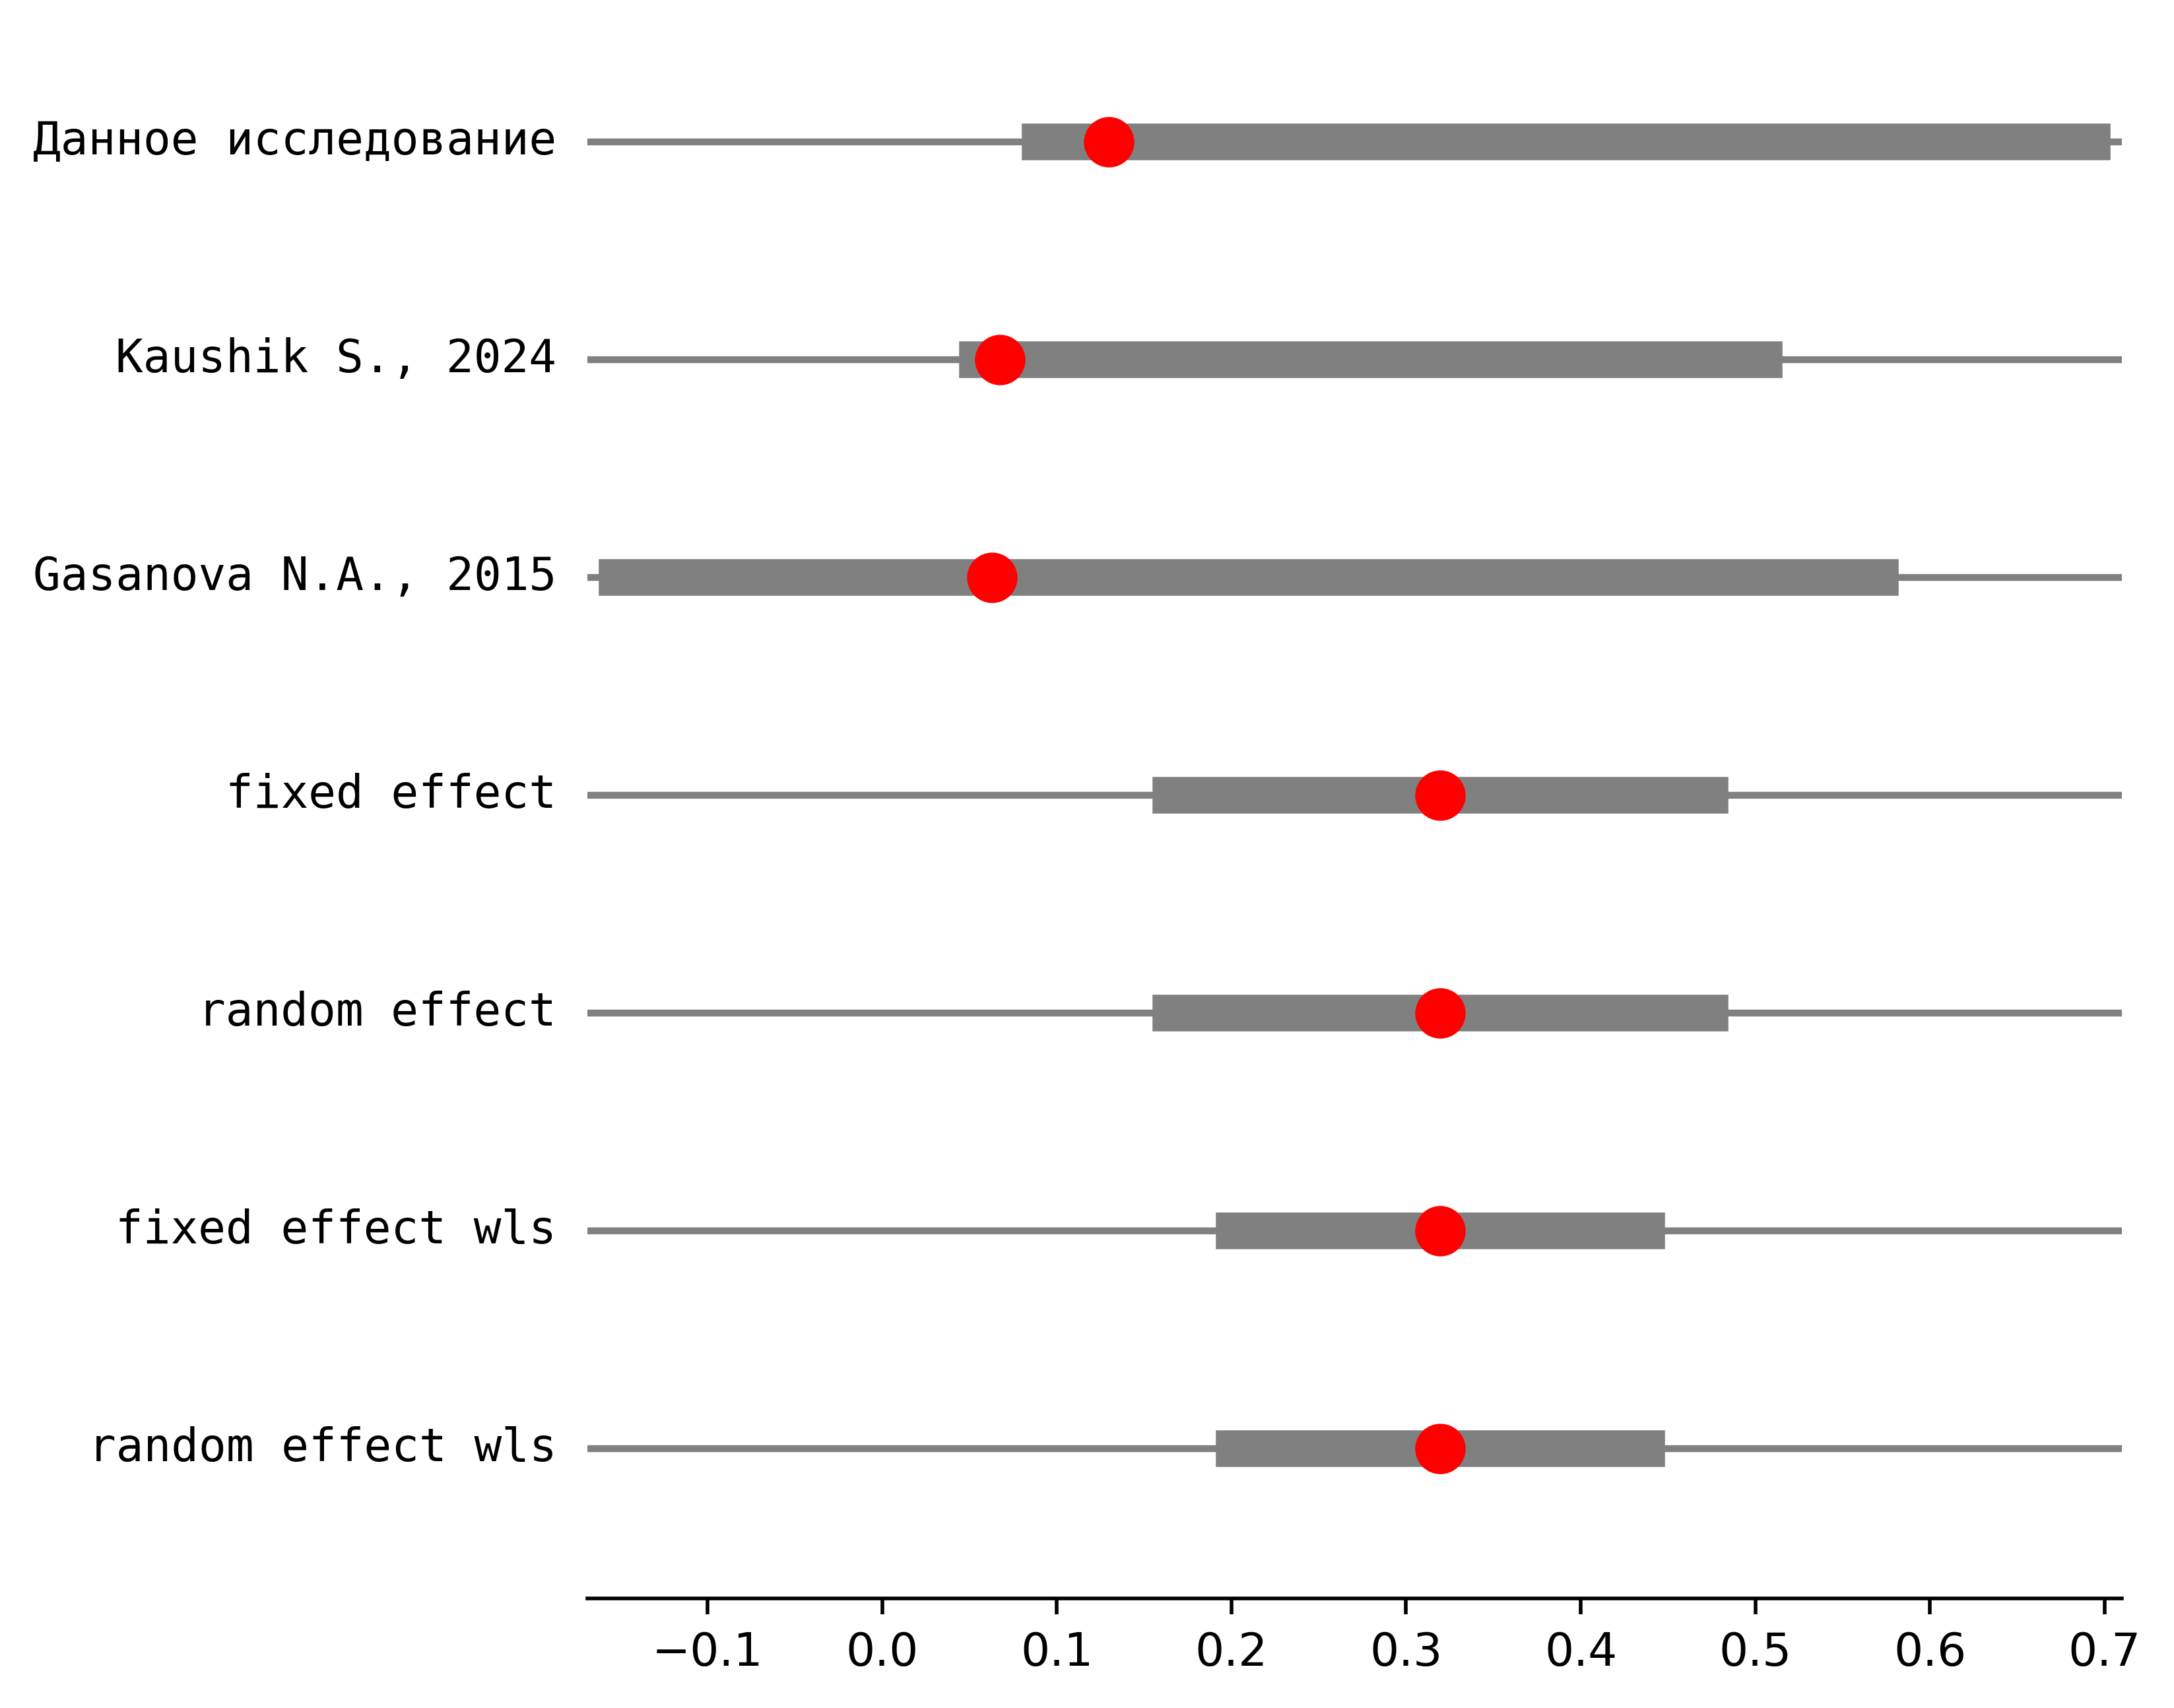 Данное исследование
Kaushik S., 2024
Gasanova N.A., 2015
fixed effect
random effect
fixed effect wls
random effect wls
−0.1 0.0 0.1 0.2 0.3 0.4 0.5 0.6 0.7